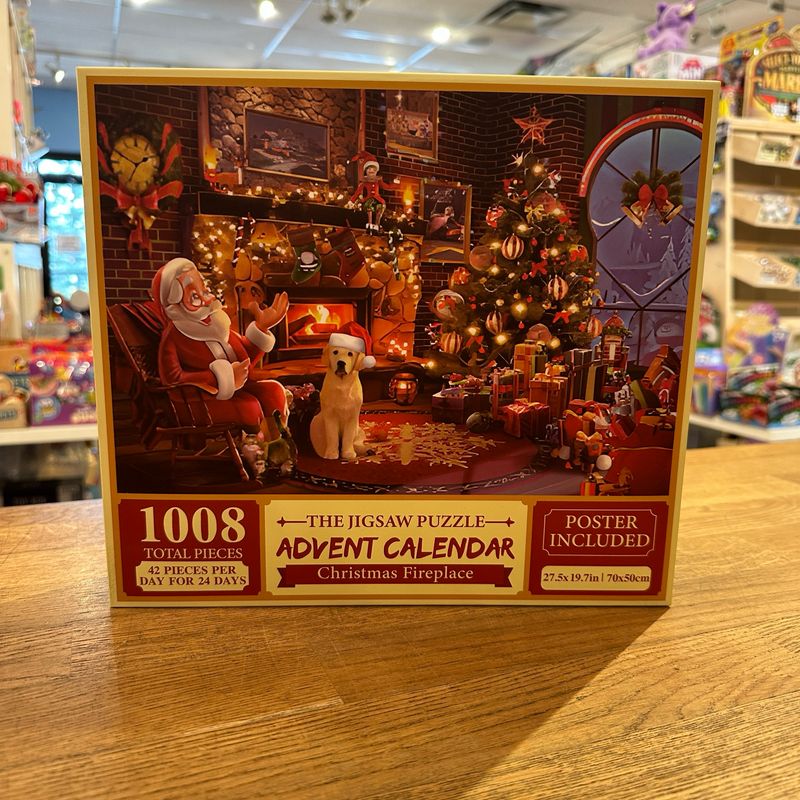 1008
TOTAL PIECES
42 PIECES PER
DAY FOR 24 DAYS
THE JIGSAW PUZZLE
ADVENT CALENDAR
Christmas Fireplace
POSTER
INCLUDED
27.5x19.7in | 70x50cm